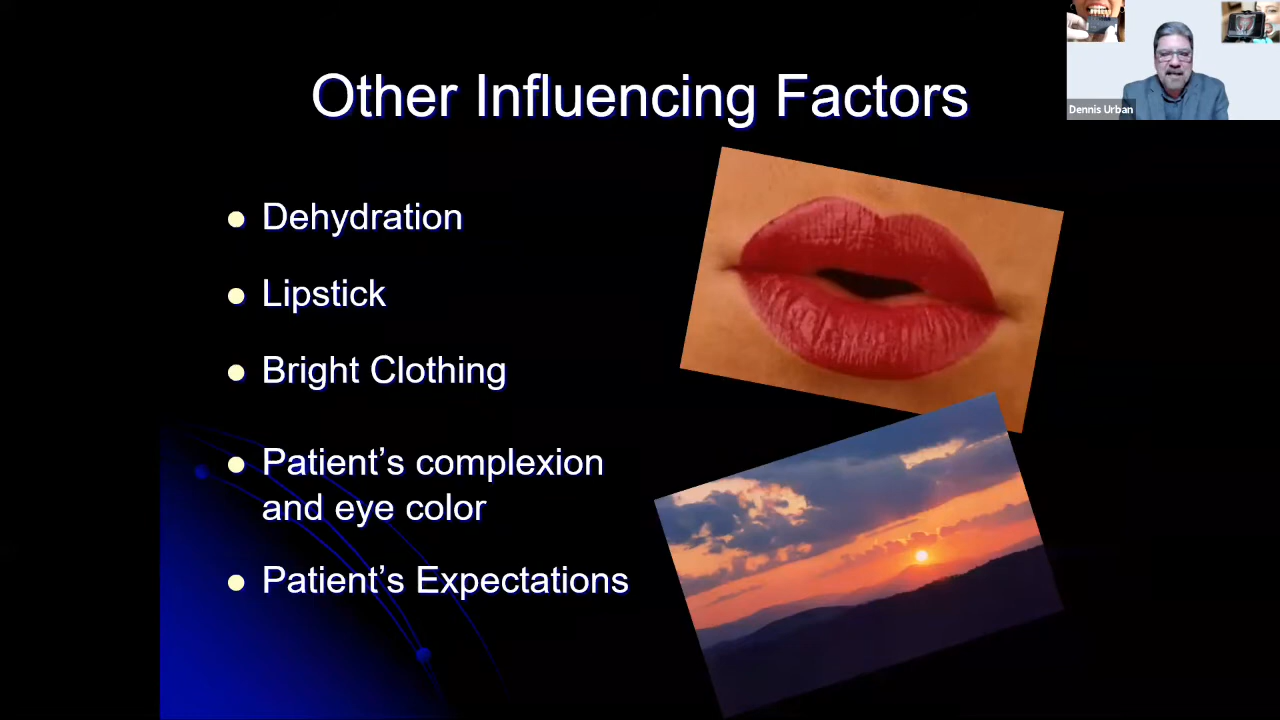 Other Influencing Factors
Dennis Urban
Dehydration
Lipstick
Bright Clothing
Patient’s complexion
and eye color
Patient’s Expectations